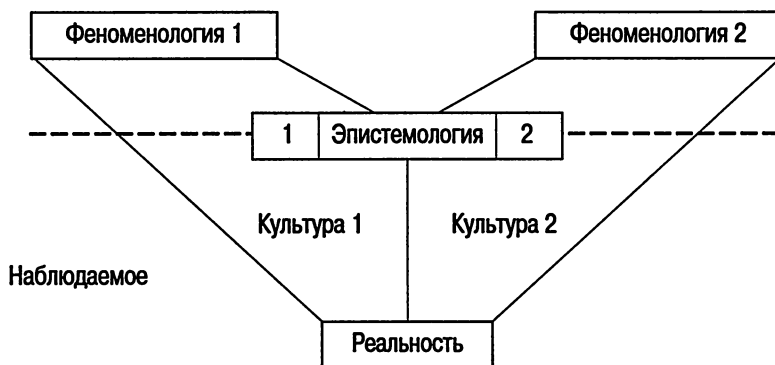 Феноменология 1
Феноменология 2
1 Эпистемология 2
Культура 1
Культура 2
Наблюдаемое
Реальность